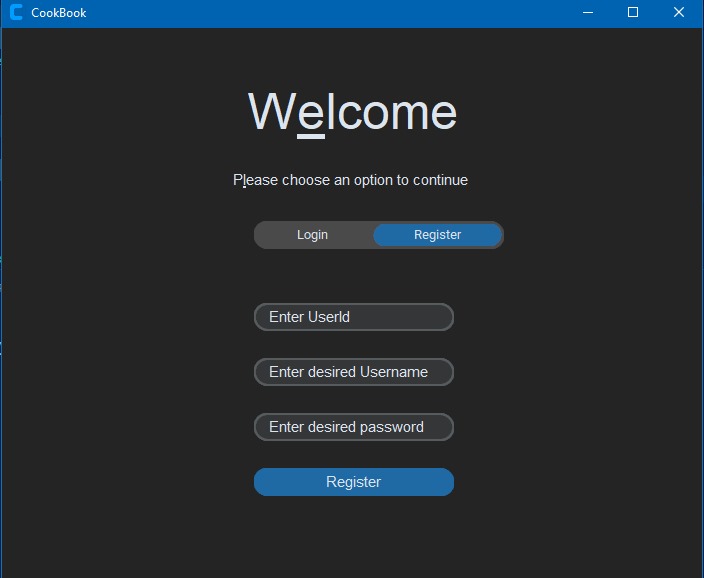 CookBook
Welcome
Please choose an option to continue
Login Register
Enter UserId
Enter desired Username
Enter desired password
Register